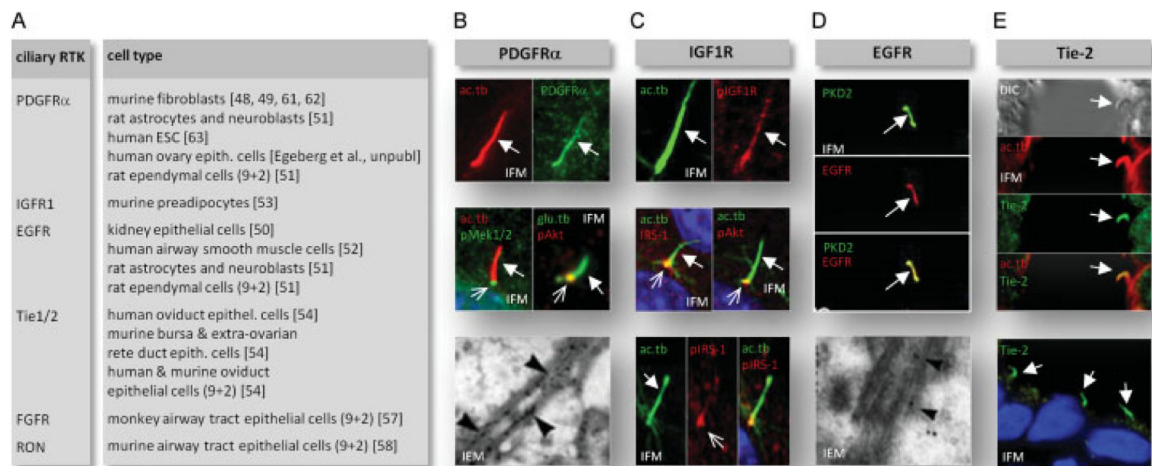 A
ciliary RTK
cell type
PDGFRα
murine fibroblasts [48, 49, 61, 62]
rat astrocytes and neuroblasts [51]
human ESC [63]
human ovary epith. cells [Egeberg et al., unpubl]
rat ependymal cells (9+2) [51]
IGFR1
murine preadipocytes [53]
EGFR
kidney epithelial cells [50]
human airway smooth muscle cells [52]
rat astrocytes and neuroblasts [51]
rat ependymal cells (9+2) [51]
Tie1/2
human oviduct epithel. cells [54]
murine bursa & extra-ovarian
rete duct epith. cells [54]
human & murine oviduct
epithelial cells (9+2) [54]
FGFR
monkey airway tract epithelial cells (9+2) [57]
RON
murine airway tract epithelial cells (9+2) [58]
B
PDGFRα
ac.tb
PDGFRα
IFM
ac.tb
pMek1/2
glu.tb
pAkt
IFM
IFM
IEM
C
IGF1R
ac.tb
pIGF1R
IFM
ac.tb
IRS-1
ac.tb
pAkt
IFM
ac.tb
pIRS-1
ac.tb
pIRS-1
IFM
D
EGFR
PKD2
IFM
EGFR
PKD2
EGFR
IEM
E
Tie-2
DIC
ac.tb
IFM
Tie-2
ac.tb
Tie-2
Tie-2
IFM